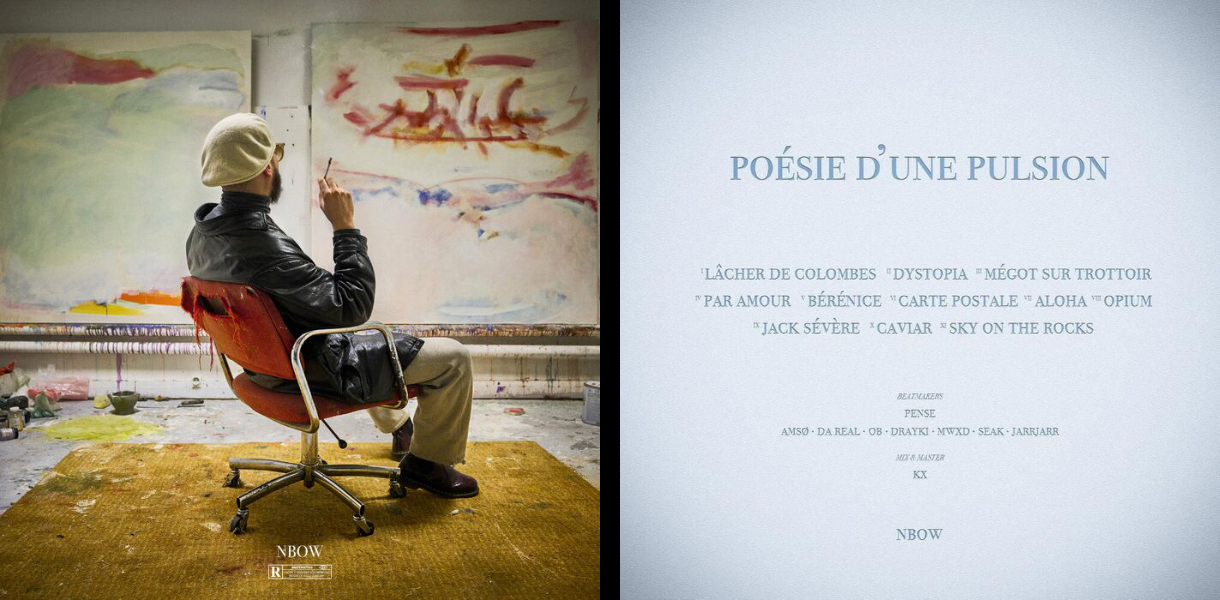 NBOW
R
POÉSIE D'UNE PULSION
I LÂCHER DE COLOMBES II DYSTOPIA III MÉGOT SUR TROTTOIR
IV PAR AMOUR V BÉRÉNICE VI CARTE POSTALE VII ALOHA VIII OPIUM
IX JACK SÉVÈRE X CAVIAR XI SKY ON THE ROCKS
BEATMAKERS
PENSE
AMSØ · DA REAL · OB · DRAYKI · MWXD · SEAK · JARRJARR
MIX & MASTER
KX
NBOW